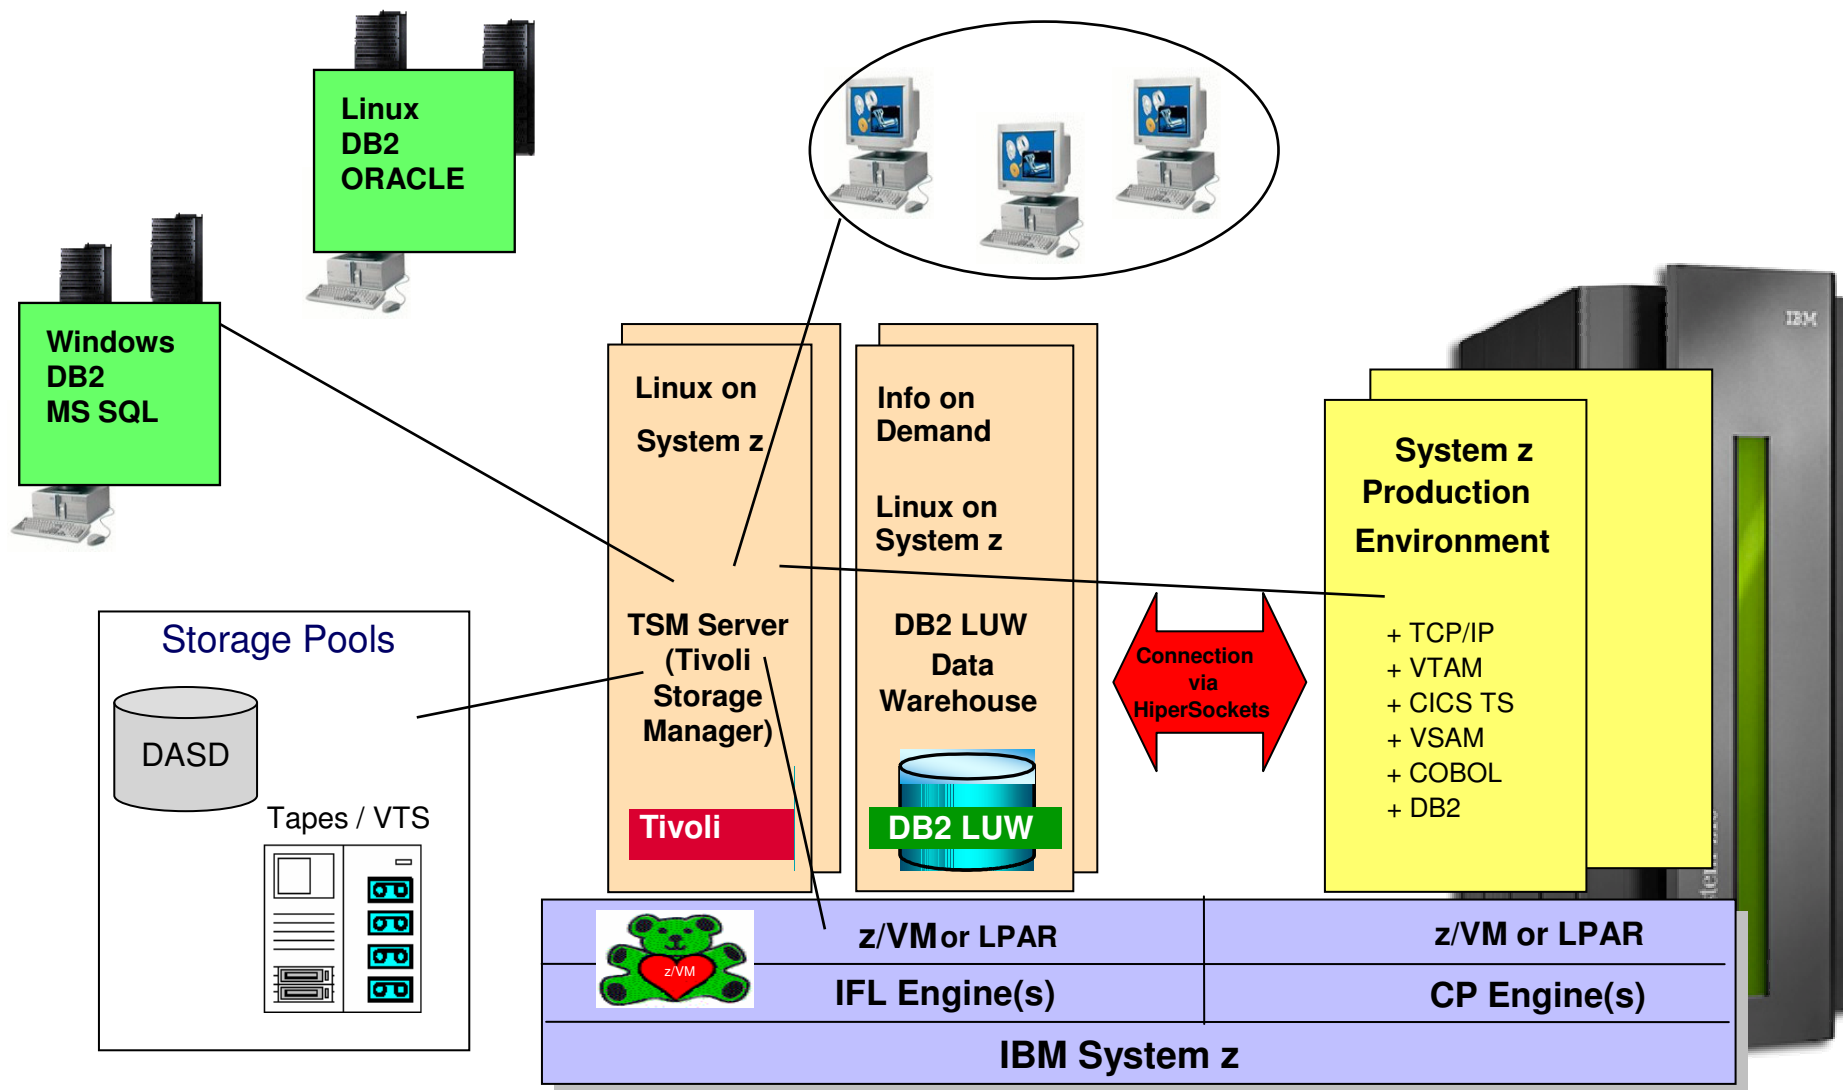 Linux
DB2
ORACLE
Windows
DB2
MS SQL
Linux on
System z
TSM Server
(Tivoli
Storage
Manager)
Tivoli
Info on
Demand
Linux on
System z
DB2 LUW
Data
Warehouse
DB2 LUW
Connection
via
HiperSockets
IBM
System z
Production
Environment
+ TCP/IP
+ VTAM
+ CICS TS
+ VSAM
+ COBOL
+ DB2
Storage Pools
DASD
Tapes / VTS
z/VM
z/VM or LPAR
z/VM or LPAR
IFL Engine(s)
CP Engine(s)
IBM System z